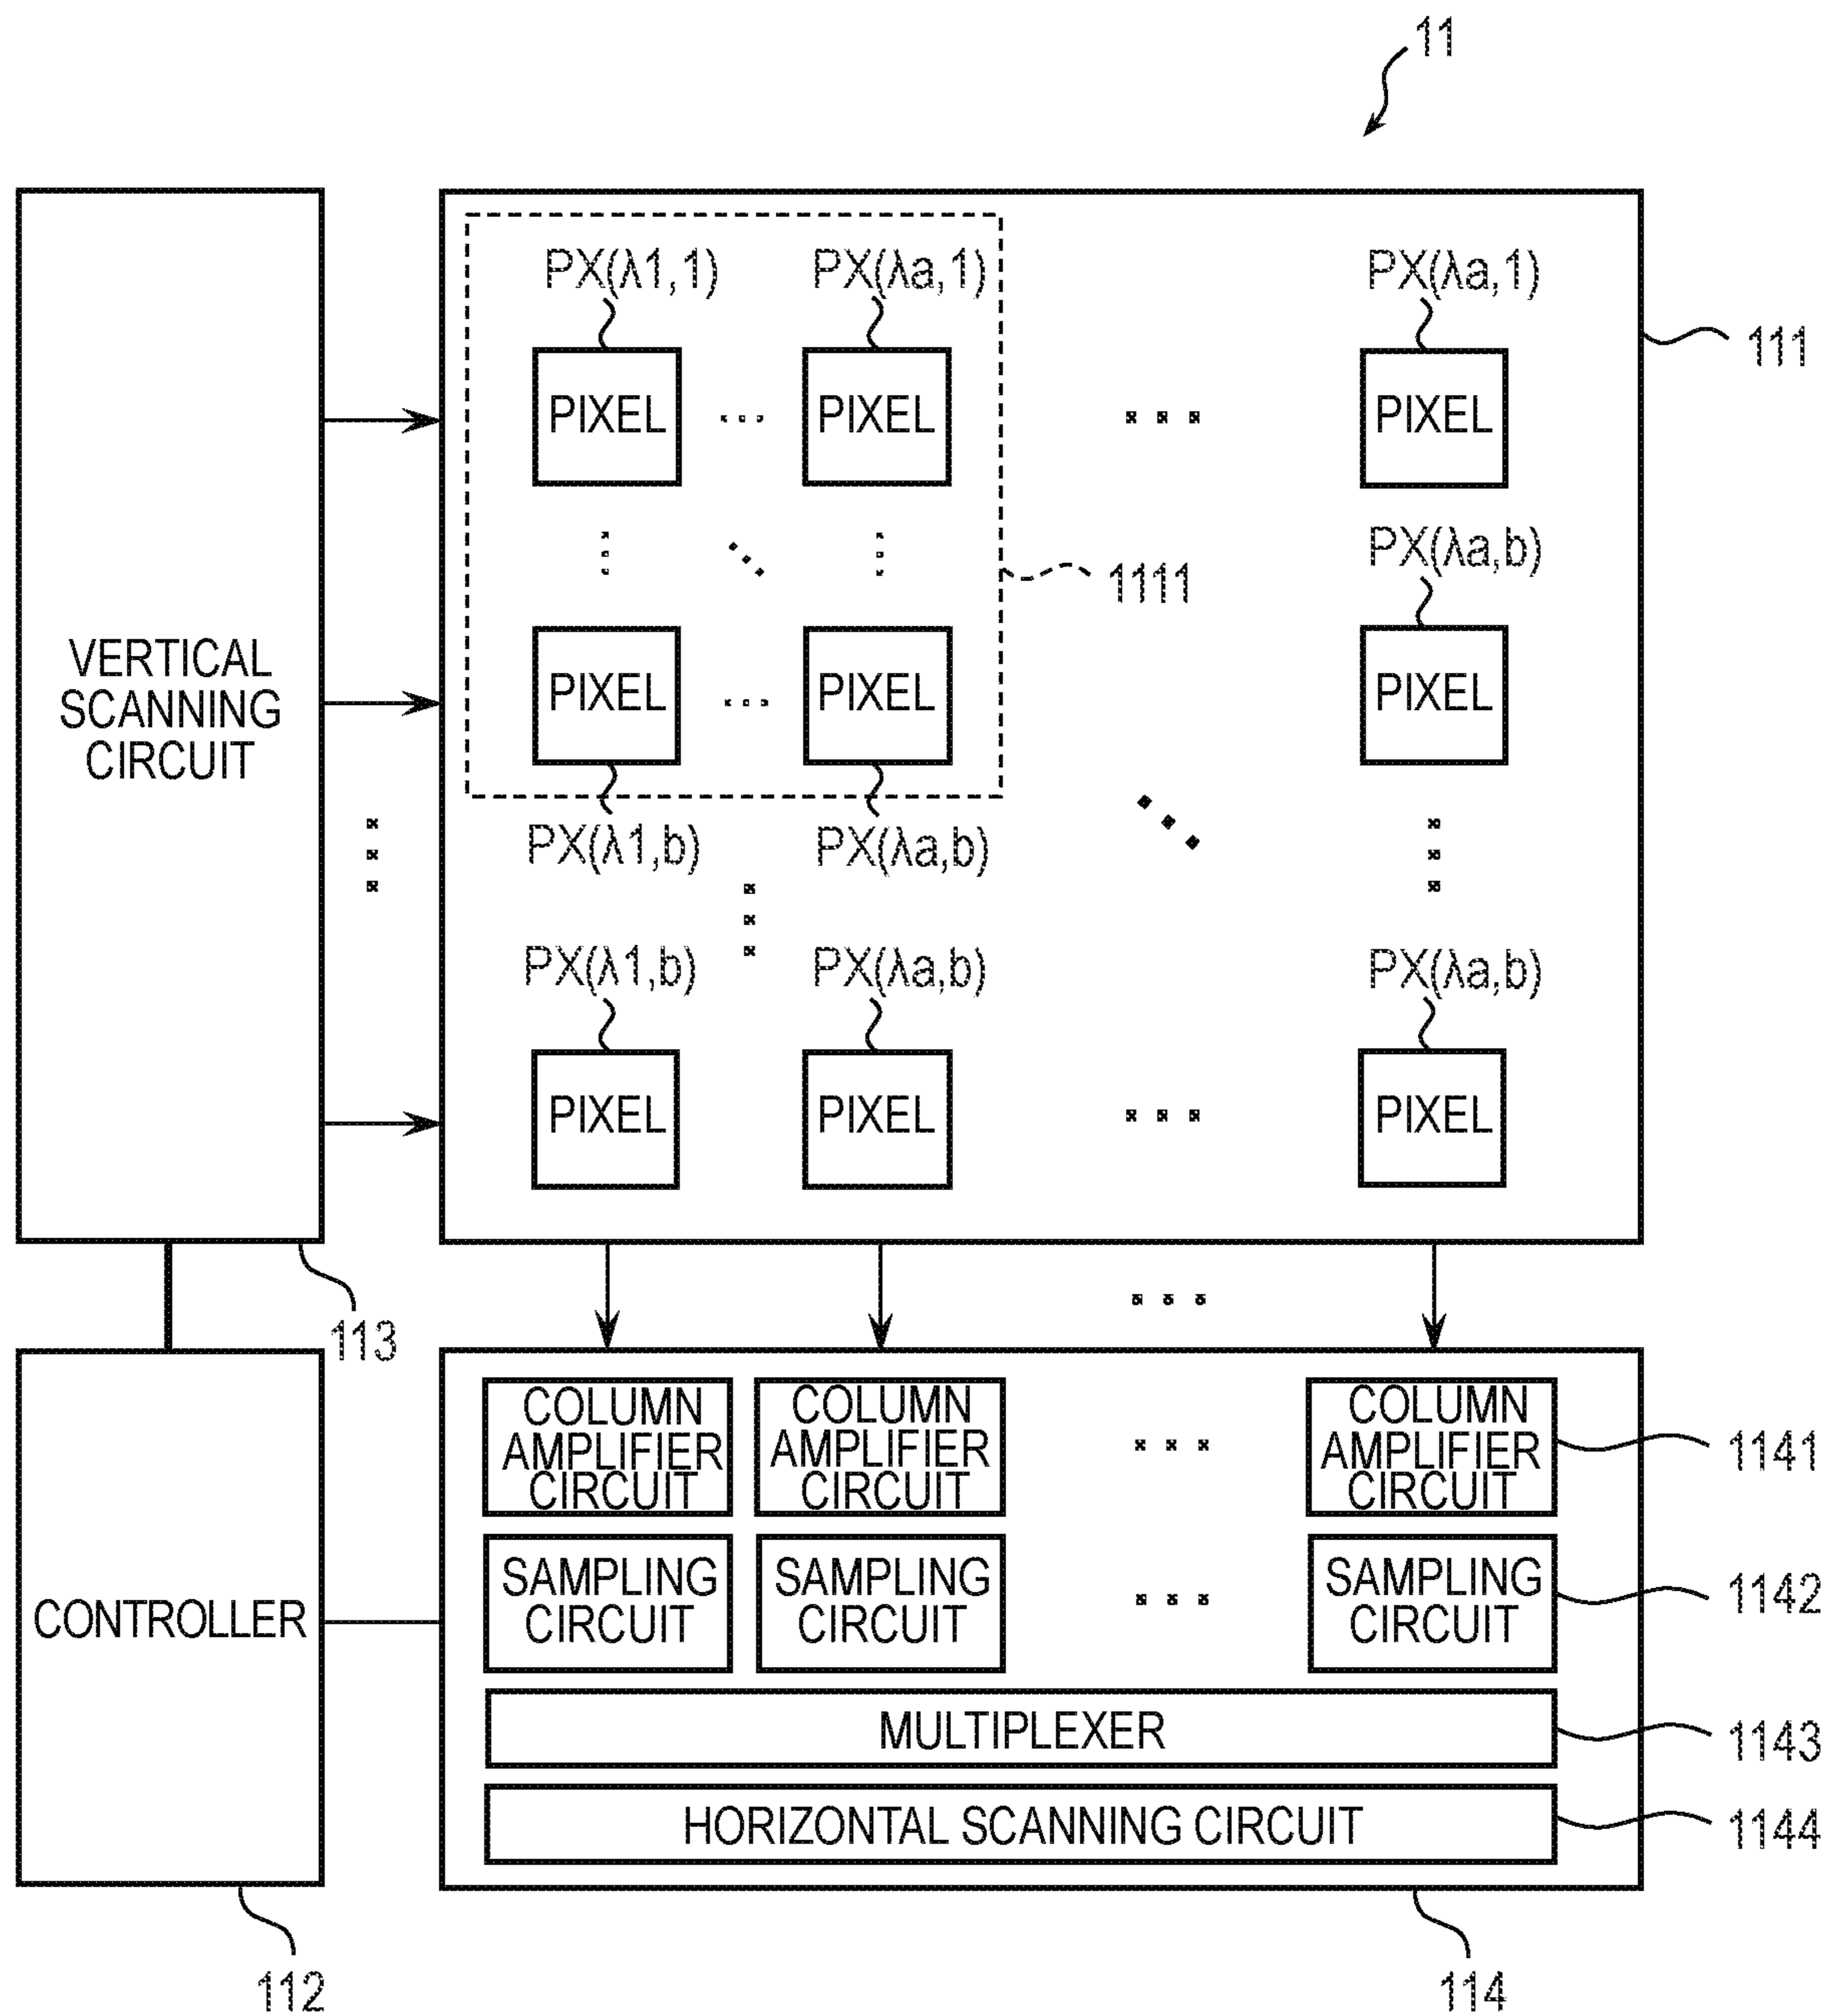 11
PX(λ1,1)
PX(λa,1)
PX(λa,1)
111
PIXEL
PIXEL
PIXEL
PX(λa,b)
1111
VERTICAL
SCANNING
CIRCUIT
PIXEL
PIXEL
PIXEL
PX(λ1,b)
PX(λa,b)
PX(λ1,b)
PX(λa,b)
PX(λa,b)
PIXEL
PIXEL
PIXEL
113
COLUMN
AMPLIFIER
CIRCUIT
COLUMN
AMPLIFIER
CIRCUIT
COLUMN
AMPLIFIER
CIRCUIT
1141
CONTROLLER
SAMPLING
CIRCUIT
SAMPLING
CIRCUIT
SAMPLING
CIRCUIT
1142
MULTIPLEXER
1143
HORIZONTAL SCANNING CIRCUIT
1144
112
114